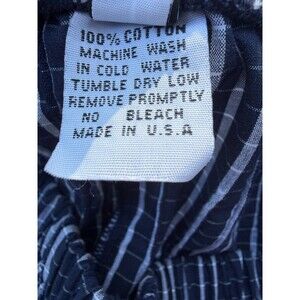 100% COTTON
MACHINE WASH
IN COLD WATER
TUMBLE DRY LOW
REMOVE PROMPTLY
NO BLEACH
MADE IN U.S.A